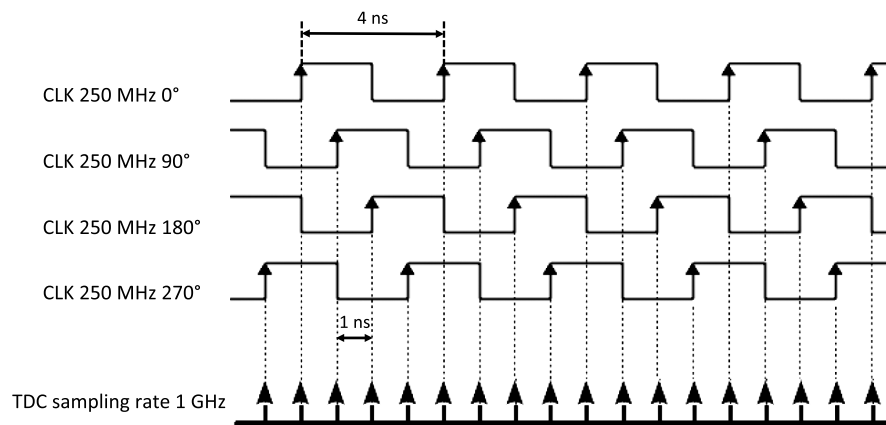 4 ns
CLK 250 MHz 0°
CLK 250 MHz 90°
CLK 250 MHz 180°
CLK 250 MHz 270°
1 ns
TDC sampling rate 1 GHz